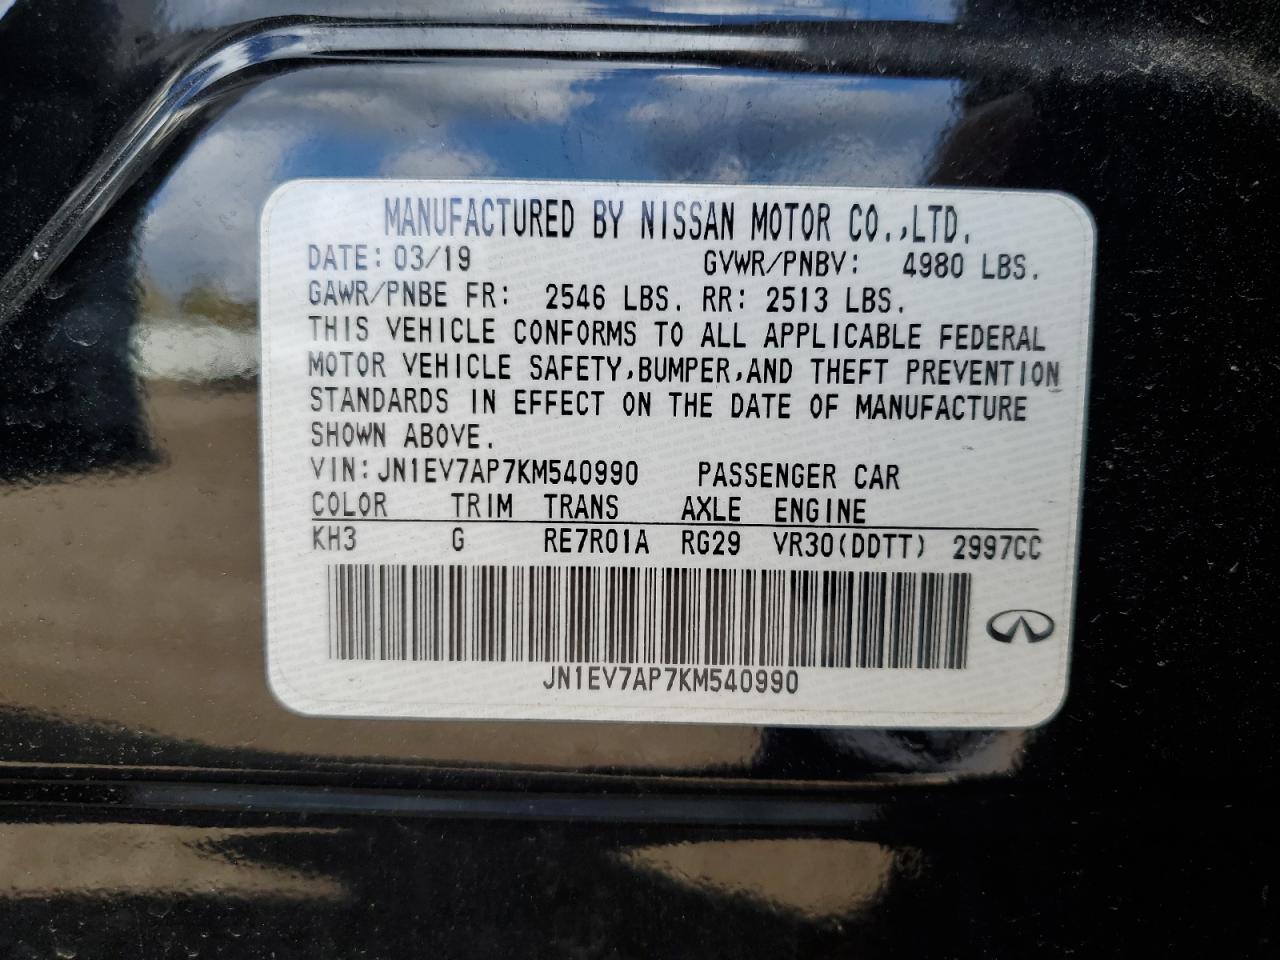 MANUFACTURED BY NISSAN MOTOR CO.,LTD.
DATE: 03/19 GVWR/PNBV: 4980 LBS.
GAWR/PNBE FR: 2546 LBS. RR: 2513 LBS.
THIS VEHICLE CONFORMS TO ALL APPLICABLE FEDERAL
MOTOR VEHICLE SAFETY,BUMPER,AND THEFT PREVENTION
STANDARDS IN EFFECT ON THE DATE OF MANUFACTURE
SHOWN ABOVE.
VIN: JN1EV7AP7KM540990 PASSENGER CAR
COLOR TRIM TRANS AXLE ENGINE
KH3 G RE7R01A RG29 VR30(DDTT) 2997CC
JN1EV7AP7KM540990